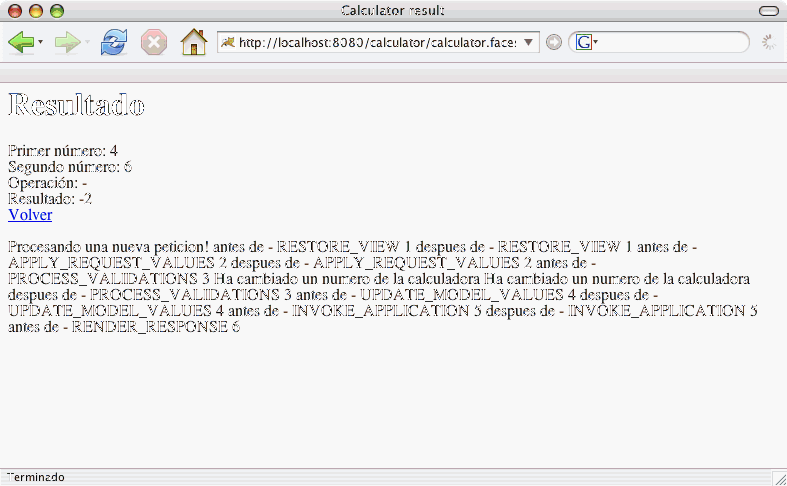 Calculator result
http://localhost:8080/calculator/calculator.faces
G
Resultado
Primer número: 4
Segundo número: 6
Operación: -
Resultado: -2
Volver
Procesando una nueva peticion! antes de - RESTORE_VIEW 1 despues de - RESTORE_VIEW 1 antes de -
APPLY_REQUEST_VALUES 2 despues de - APPLY_REQUEST_VALUES 2 antes de -
PROCESS_VALIDATIONS 3 Ha cambiado un numero de la calculadora Ha cambiado un numero de la calculadora
despues de - PROCESS_VALIDATIONS 3 antes de - UPDATE_MODEL_VALUES 4 despues de -
UPDATE_MODEL_VALUES 4 antes de - INVOKE_APPLICATION 5 despues de - INVOKE_APPLICATION 5
antes de - RENDER_RESPONSE 6
Terminado